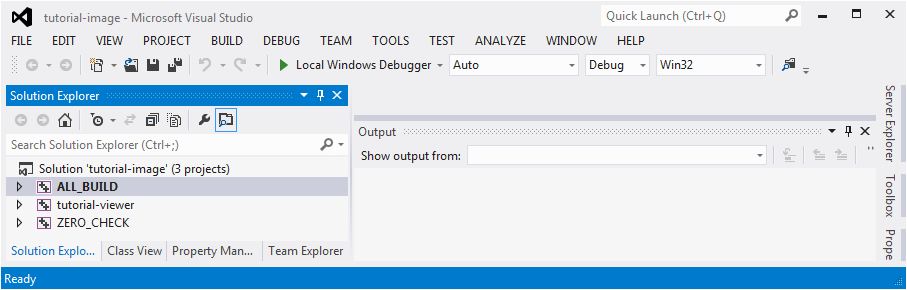 tutorial-image - Microsoft Visual Studio
Quick Launch (Ctrl+Q)
FILE EDIT VIEW PROJECT BUILD DEBUG TEAM TOOLS TEST ANALYZE WINDOW HELP
Local Windows Debugger Auto Debug Win32
Solution Explorer
Search Solution Explorer (Ctrl+;)
Solution 'tutorial-image' (3 projects)
ALL_BUILD
tutorial-viewer
ZERO_CHECK
Solution Explo... Class View Property Man... Team Explorer
Output
Show output from:
Server Explorer
Toolbox
Prope
Ready